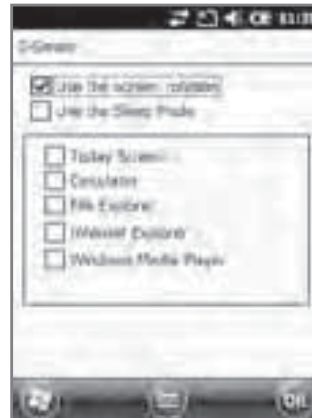 G-Sensor
Use the screen rotation
Use the Sleep Mode
Today Screen
Calculator
File Explorer
Internet Explorer
Windows Media Player
OK